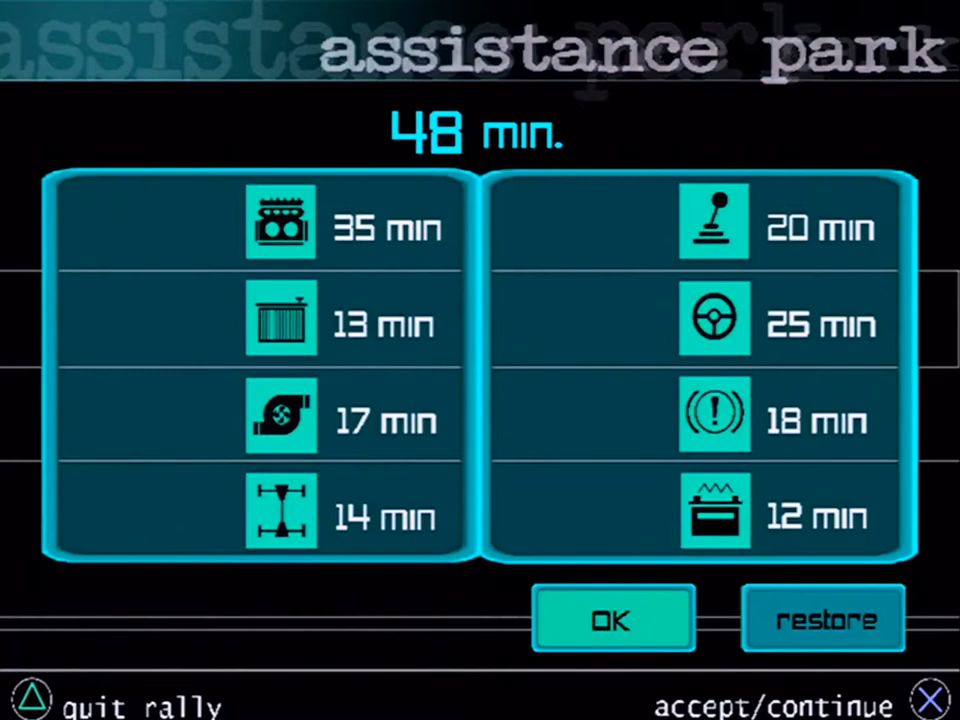 assistance park
48 min.
35 min
20 min
13 min
25 min
17 min
18 min
14 min
12 min
OK
restore
quit rally
accept/continue